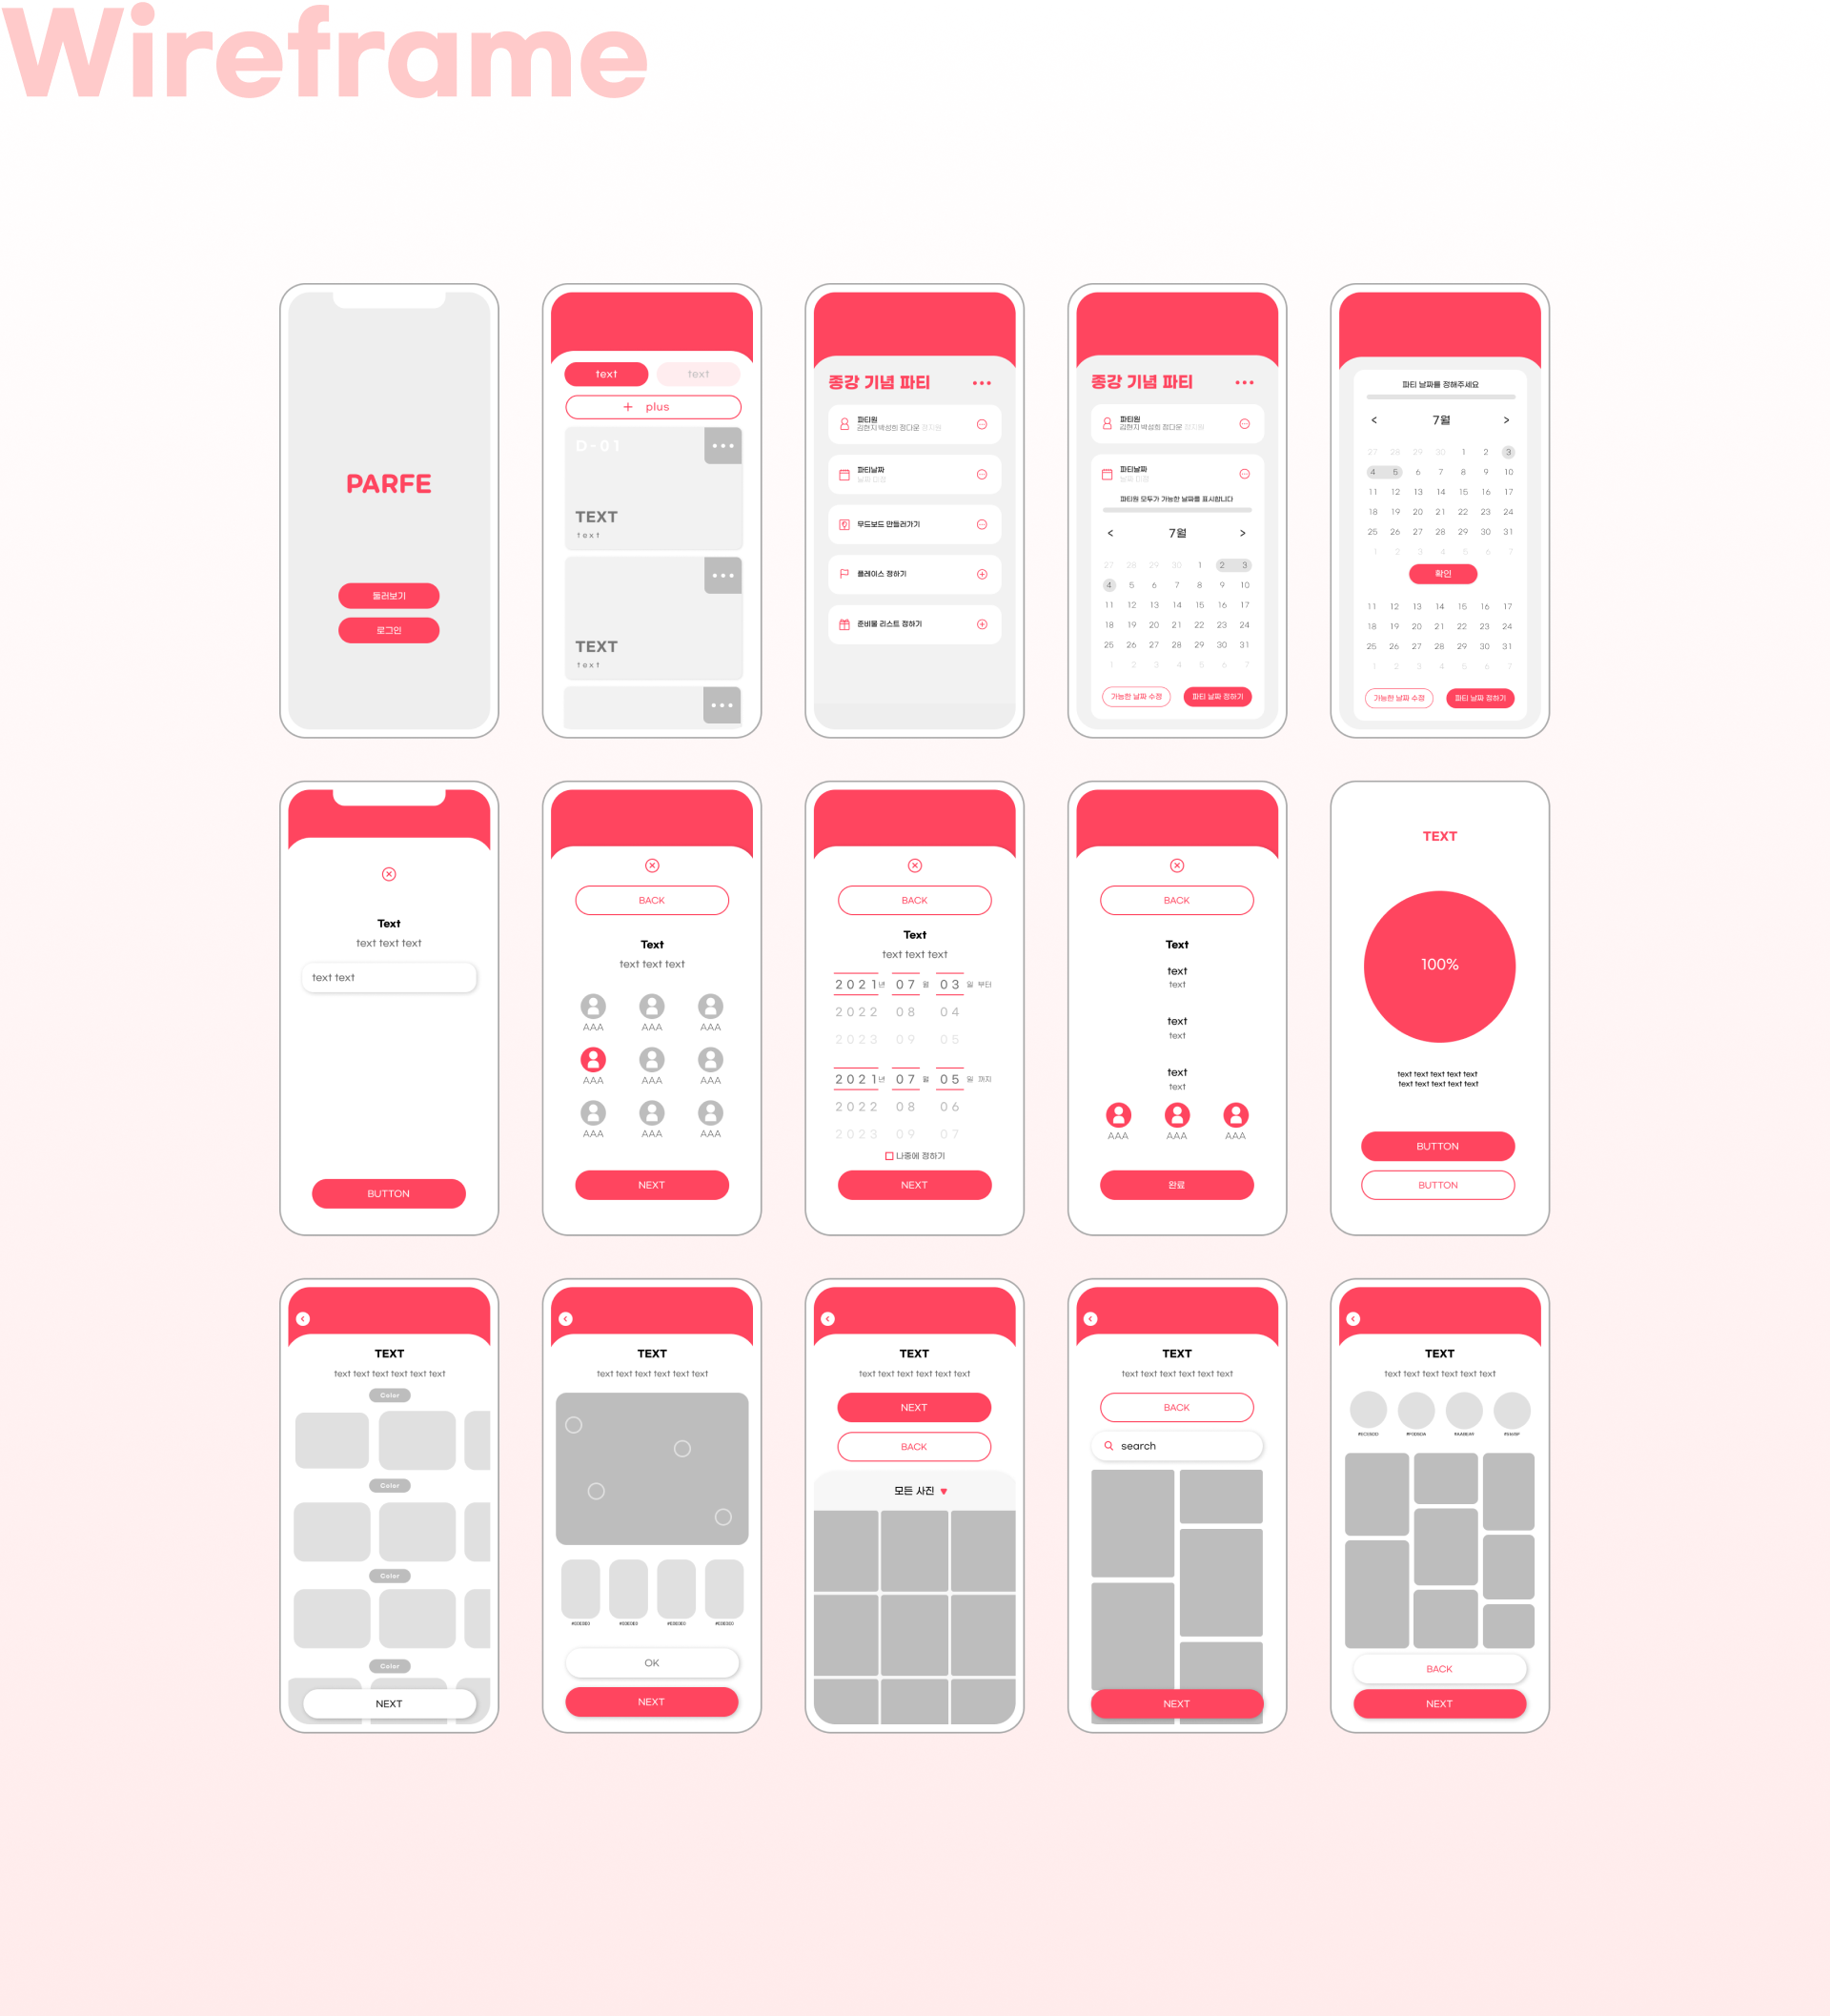 Wireframe
PARFE
둘러보기
로그인
text text
+ plus
D-01
TEXT
text
TEXT
text
종강 기념 파티
파티원
김현지 박성희 정다운 정지원
파티날짜
날짜 미정
무드보드 만들러가기
플레이스 정하기
준비물 리스트 정하기
종강 기념 파티
파티원
김현지 박성희 정다운 정지원
파티날짜
날짜 미정
파티원 모두가 가능한 날짜를 표시합니다
< 7월 >
27 28 29 30 1 2 3
4 5 6 7 8 9 10
11 12 13 14 15 16 17
18 19 20 21 22 23 24
25 26 27 28 29 30 31
1 2 3 4 5 6 7
가능한 날짜 수정 파티 날짜 정하기
파티 날짜를 정해주세요
< 7월 >
27 28 29 30 1 2 3
4 5 6 7 8 9 10
11 12 13 14 15 16 17
18 19 20 21 22 23 24
25 26 27 28 29 30 31
1 2 3 4 5 6 7
확인
11 12 13 14 15 16 17
18 19 20 21 22 23 24
25 26 27 28 29 30 31
1 2 3 4 5 6 7
가능한 날짜 수정 파티 날짜 정하기
Text
text text text
text text
BUTTON
BACK
Text
text text text
AAA AAA AAA
AAA AAA AAA
AAA AAA AAA
NEXT
BACK
Text
text text text
2021년 07 월 03 일 부터
2022 08 04
2023 09 05
2021년 07 월 05 일 까지
2022 08 06
2023 09 07
나중에 정하기
NEXT
BACK
Text
text
text
text
text
text
text
AAA AAA AAA
완료
TEXT
100%
text text text text text
text text text text text
BUTTON
BUTTON
TEXT
text text text text text text
Color
Color
Color
Color
NEXT
TEXT
text text text text text text
OK
NEXT
TEXT
text text text text text text
NEXT
BACK
모든 사진 ♥
TEXT
text text text text text text
BACK
search
NEXT
TEXT
text text text text text text
BACK
NEXT